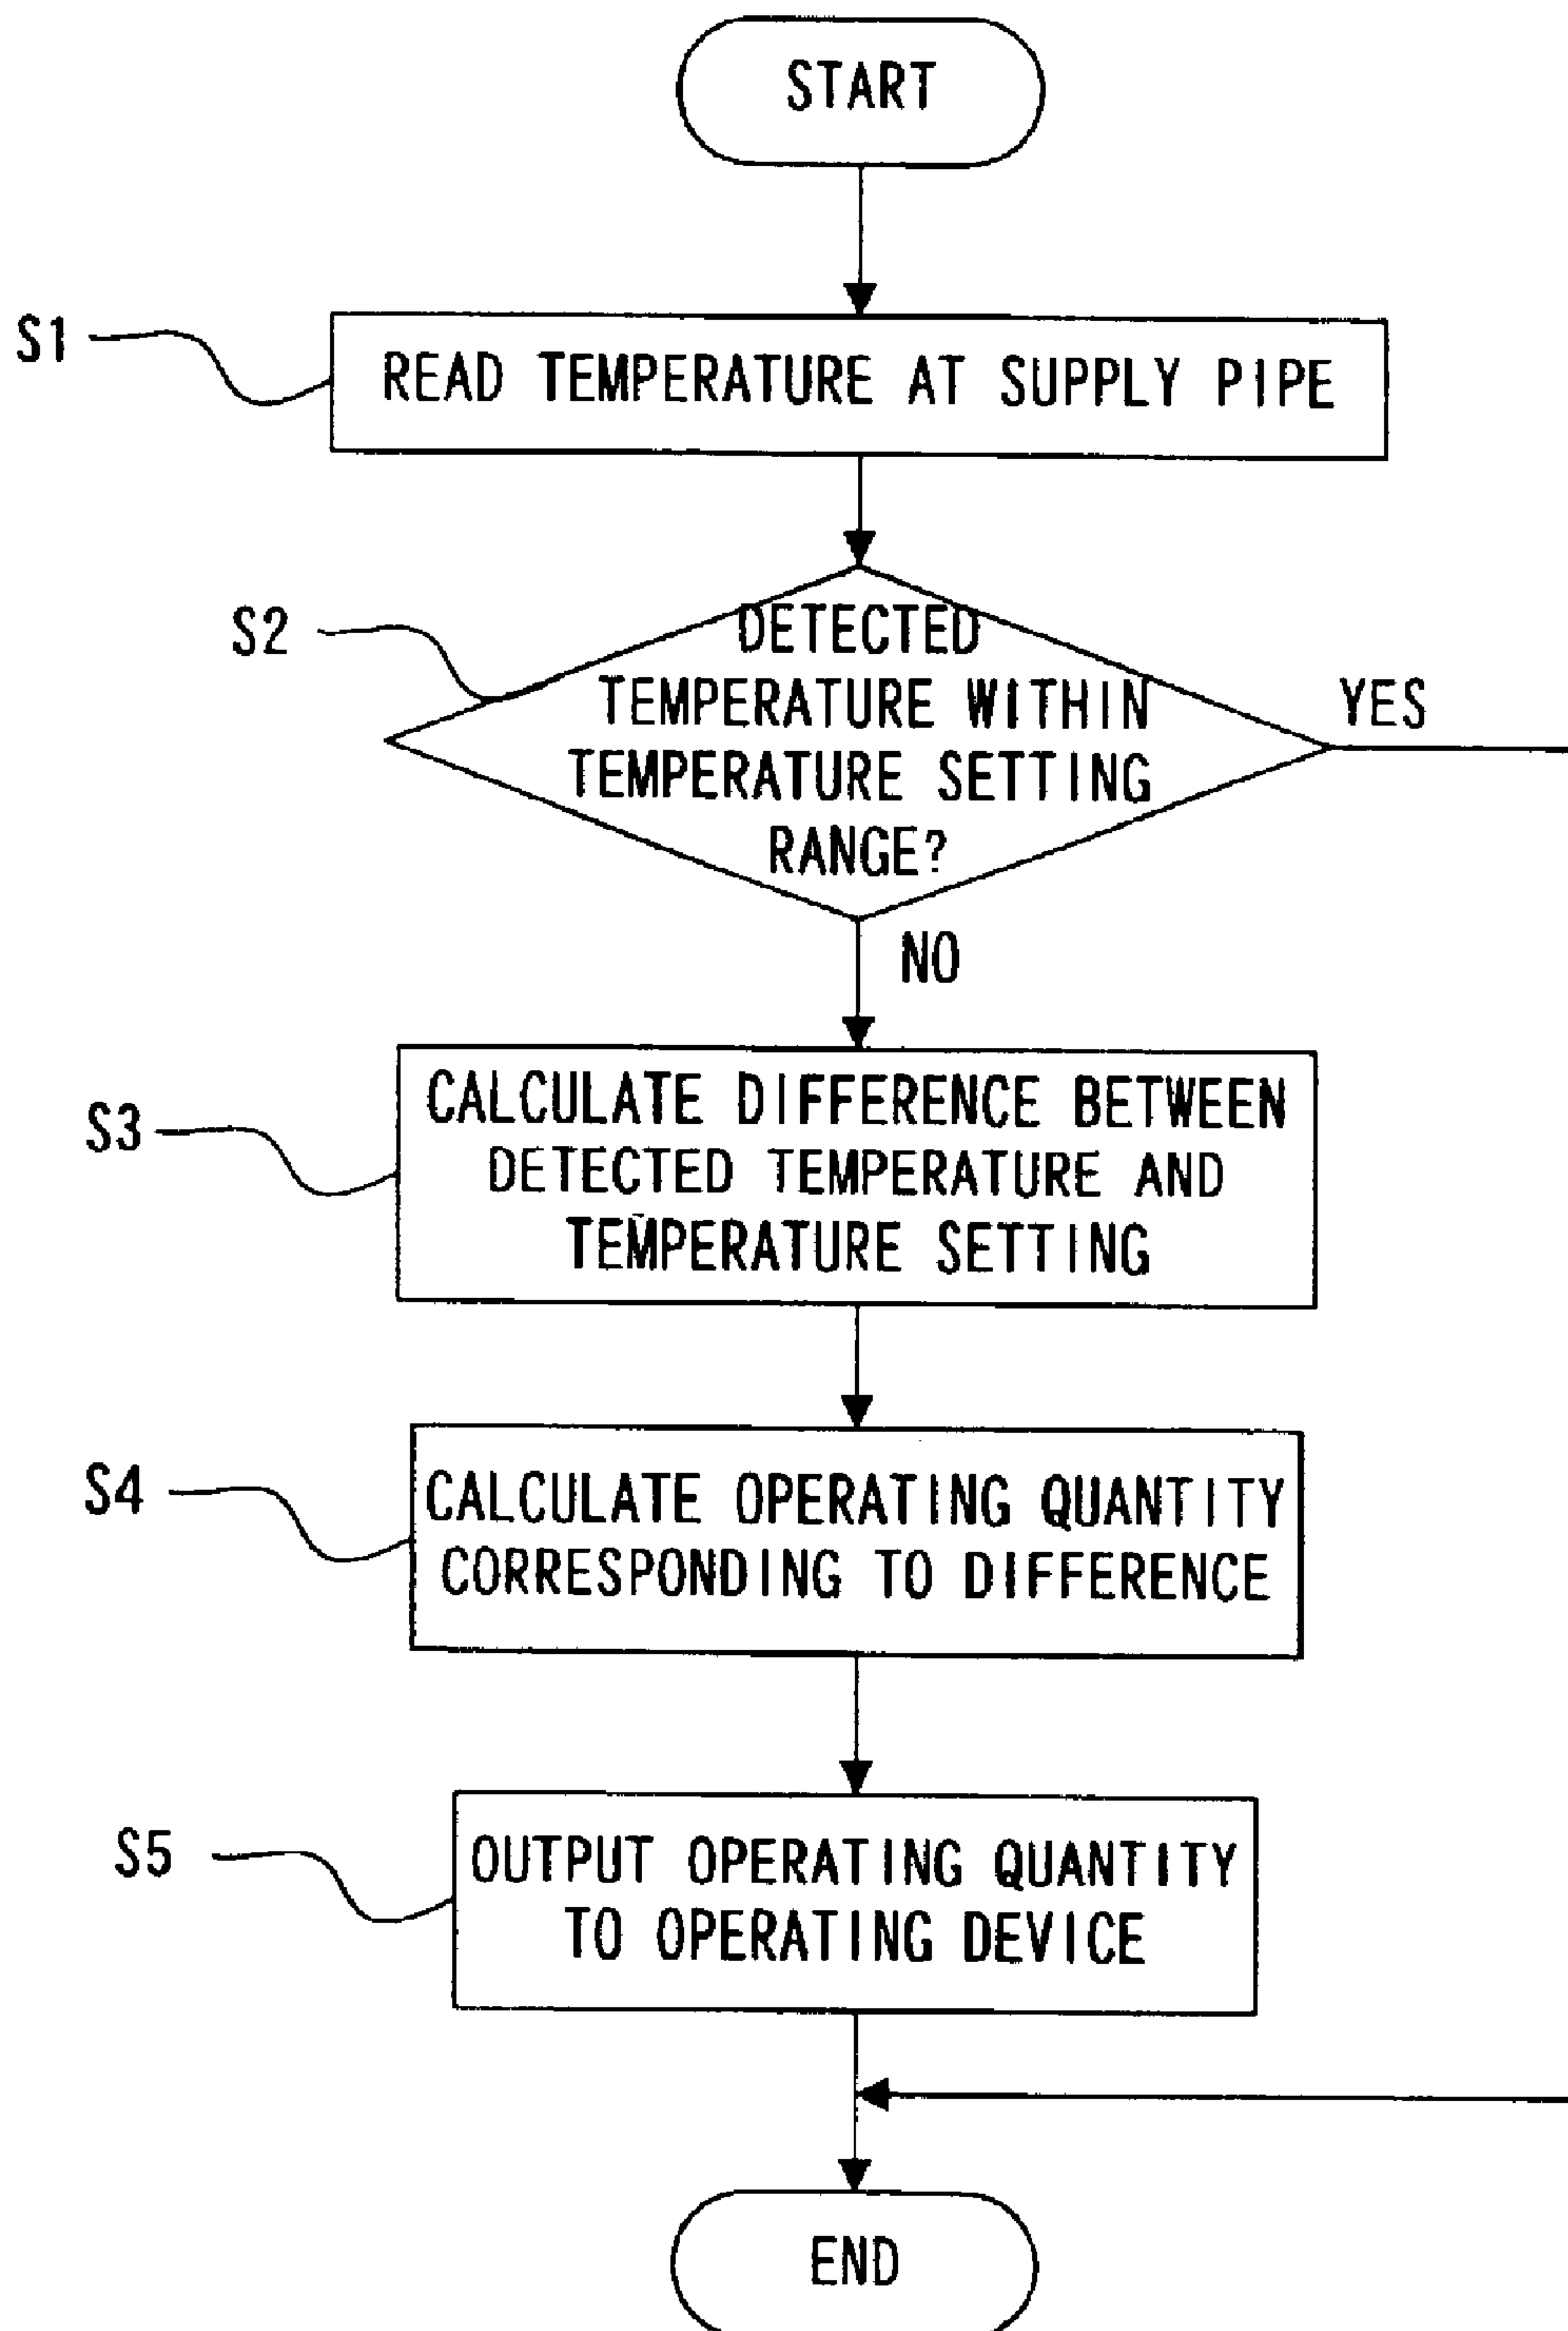 START
S1
READ TEMPERATURE AT SUPPLY PIPE
S2
DETECTED
TEMPERATURE WITHIN
TEMPERATURE SETTING
RANGE?
YES
NO
S3
CALCULATE DIFFERENCE BETWEEN
DETECTED TEMPERATURE AND
TEMPERATURE SETTING
S4
CALCULATE OPERATING QUANTITY
CORRESPONDING TO DIFFERENCE
S5
OUTPUT OPERATING QUANTITY
TO OPERATING DEVICE
END